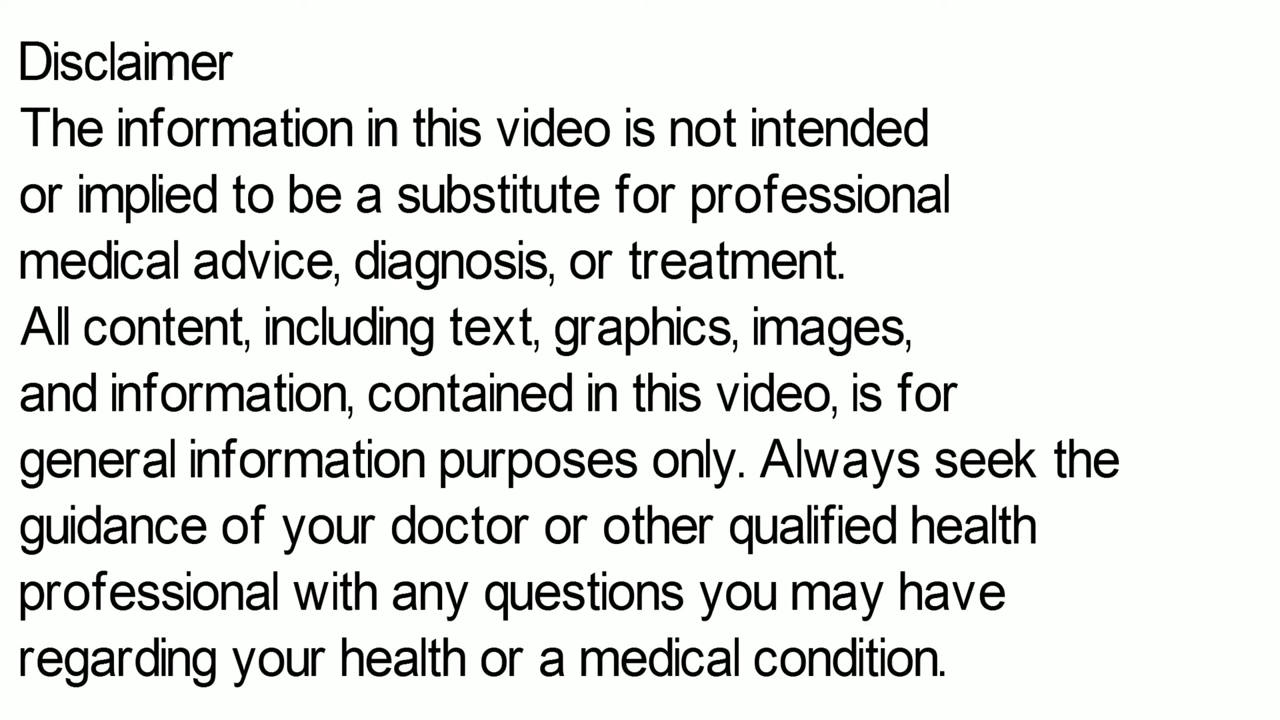 Disclaimer
The information in this video is not intended
or implied to be a substitute for professional
medical advice, diagnosis, or treatment.
All content, including text, graphics, images,
and information, contained in this video, is for
general information purposes only. Always seek the
guidance of your doctor or other qualified health
professional with any questions you may have
regarding your health or a medical condition.